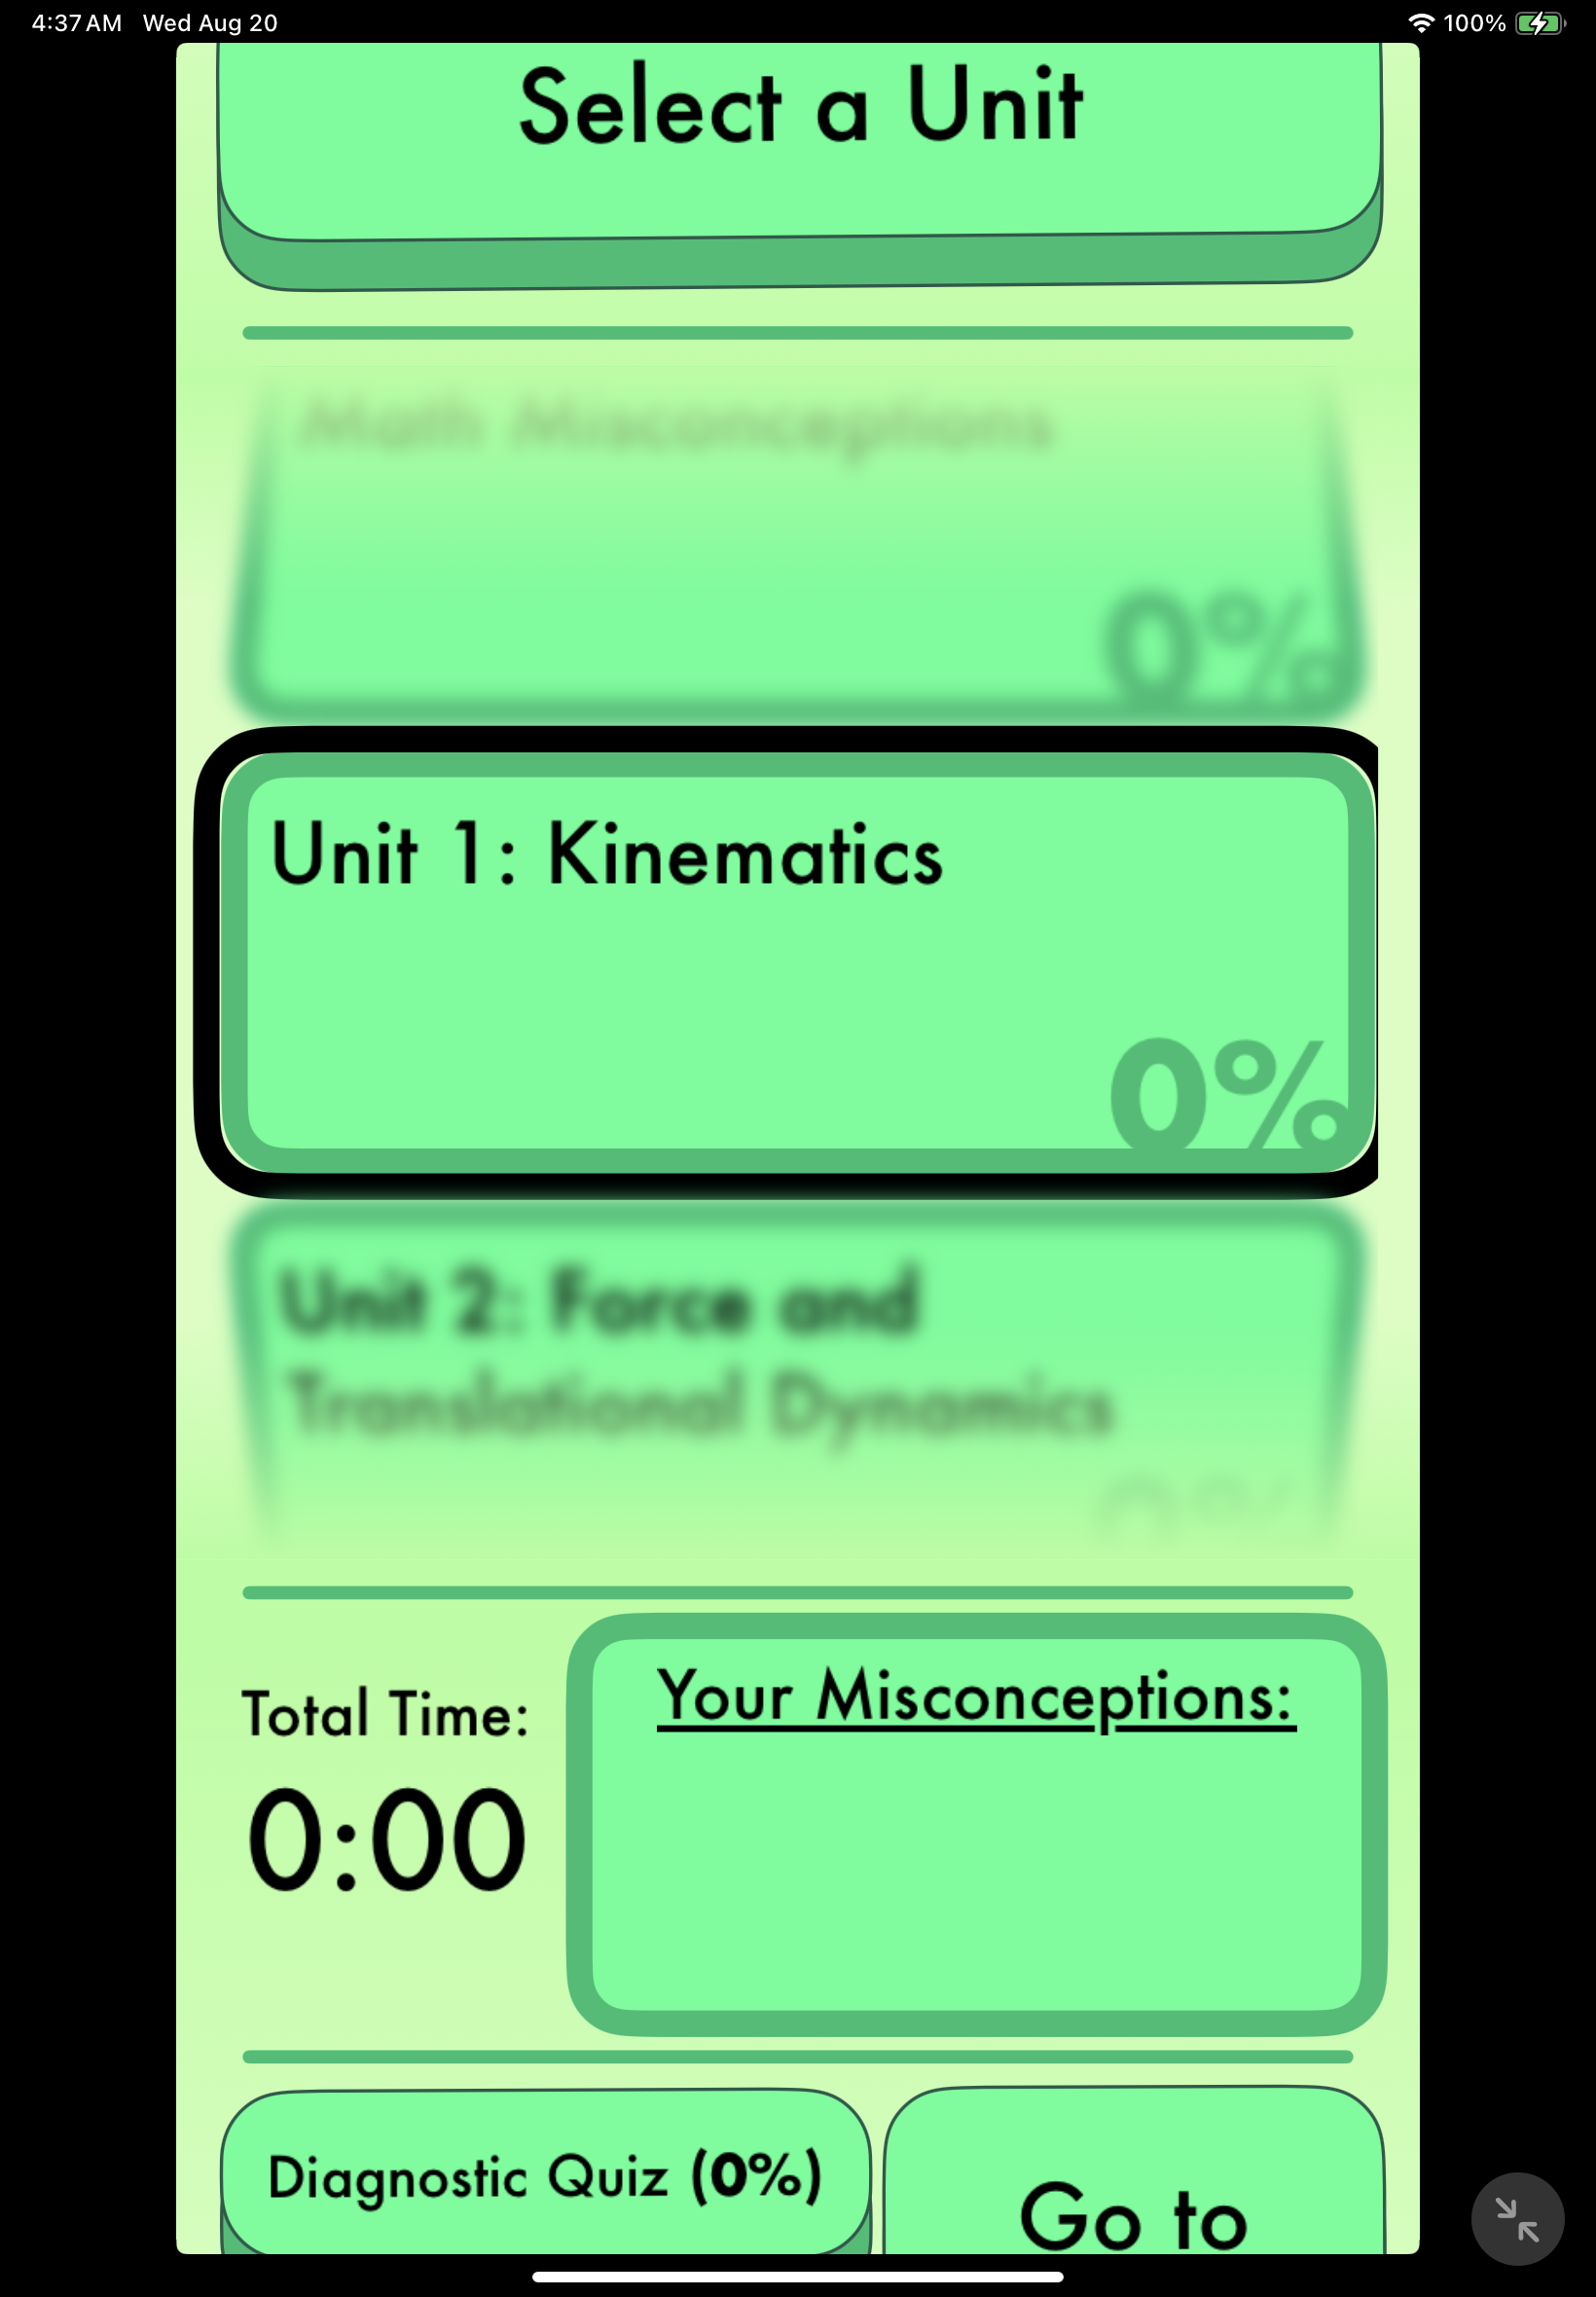 4:37 AM Wed Aug 20
100%
Select a Unit
Math Misconceptions
0%
Unit 1: Kinematics
0%
Unit 2: Force and
Translational Dynamics
0%
Total Time:
0:00
Your Misconceptions:
Diagnostic Quiz (0%)
Go to